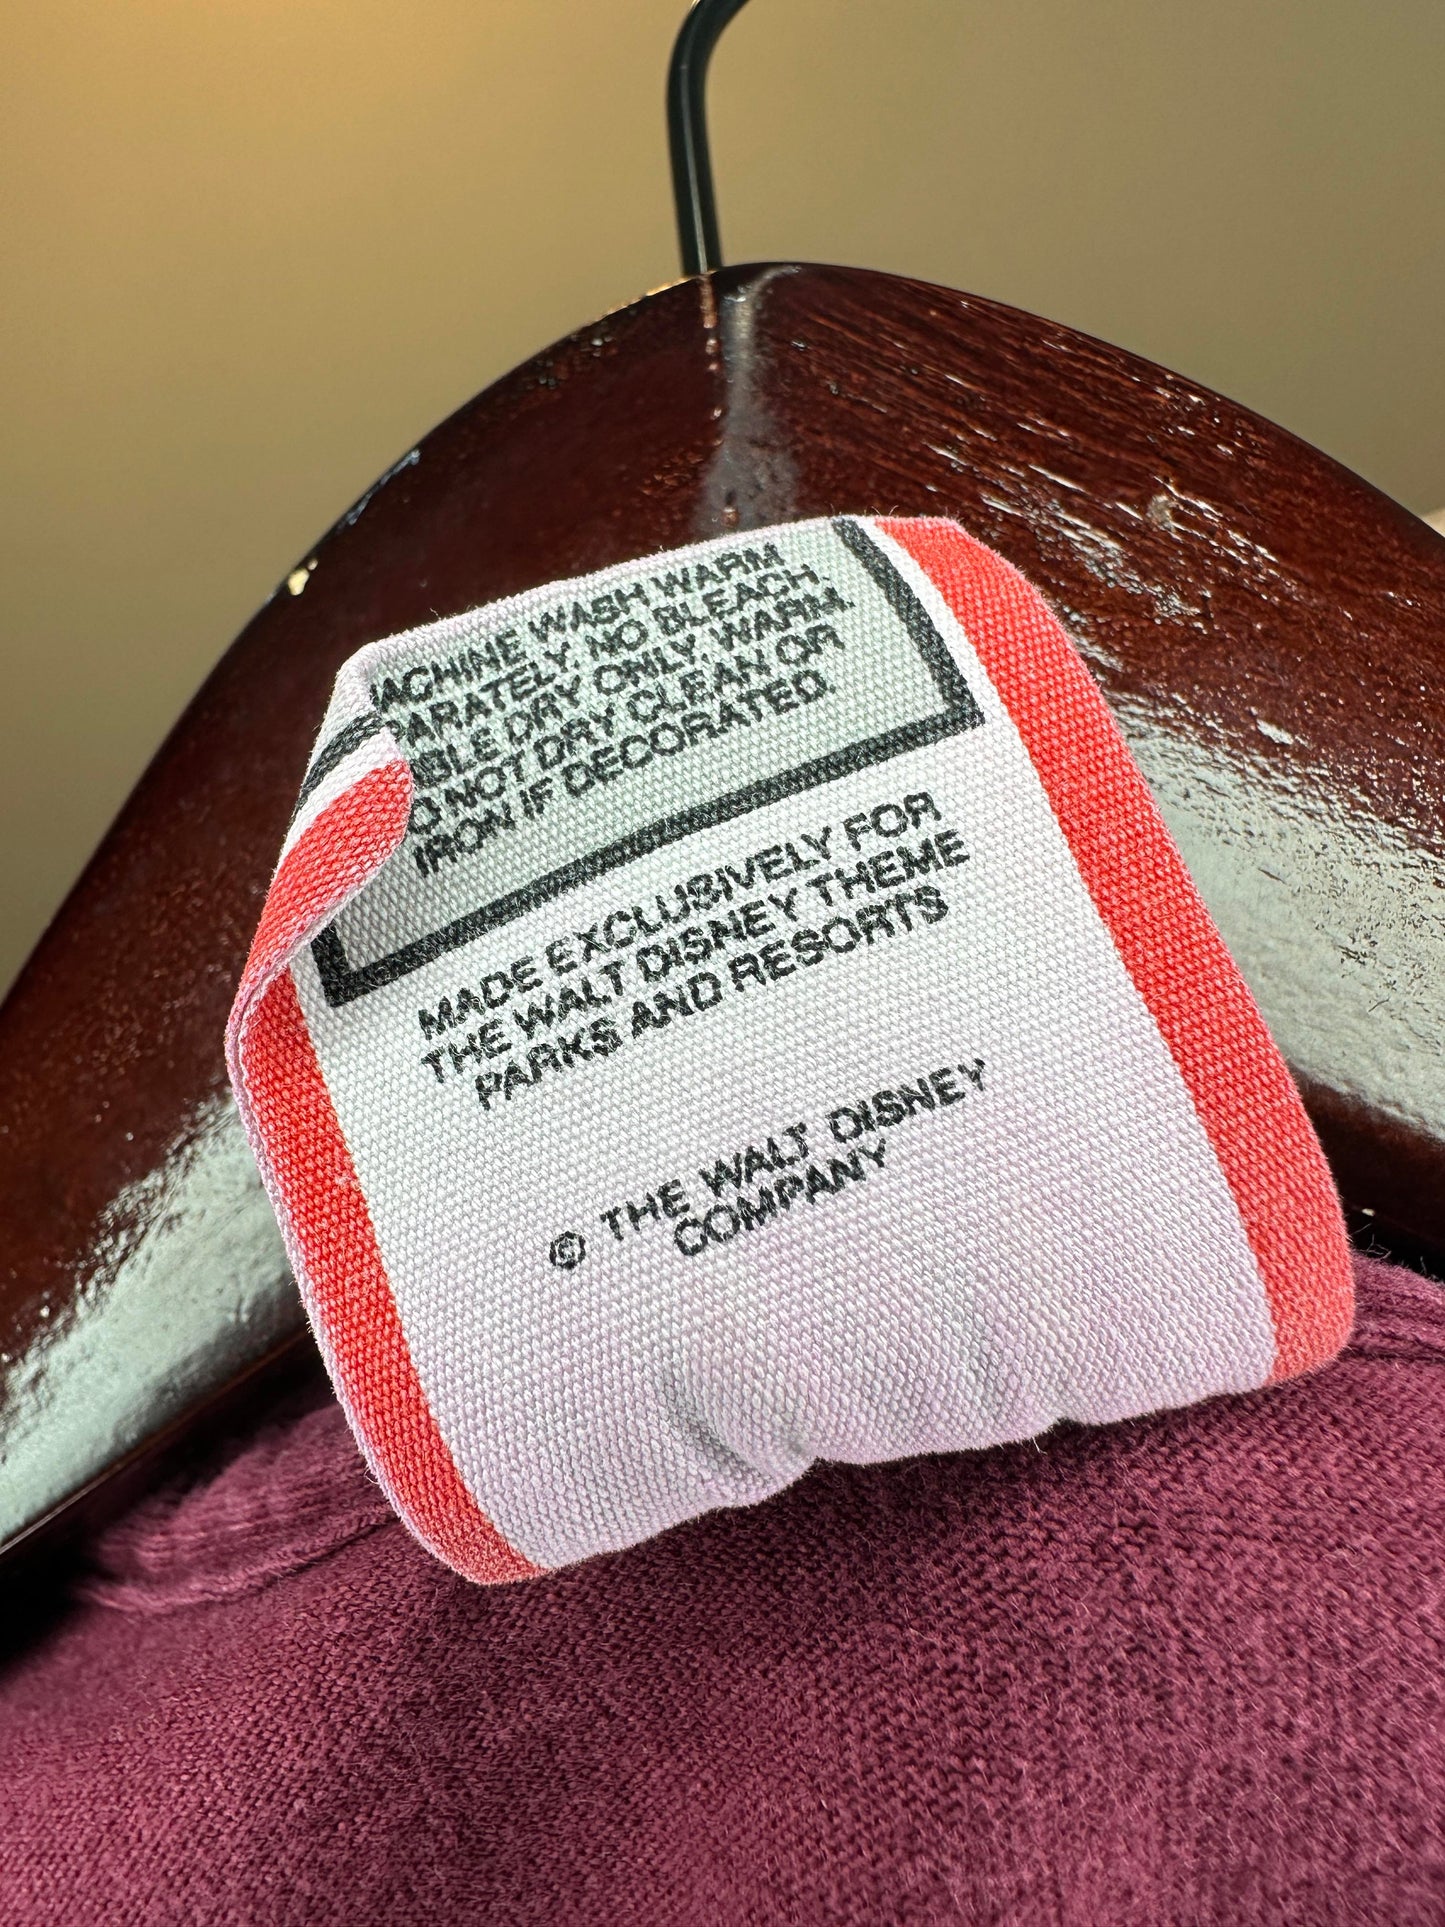 MACHINE WASH WARM
PARATELY. NO BLEACH.
BLE DRY ONLY, WARM.
O NOT DRY CLEAN OR
IRON IF DECORATED.
MADE EXCLUSIVELY FOR
THE WALT DISNEY THEME
PARKS AND RESORTS
© THE WALT DISNEY
COMPANY